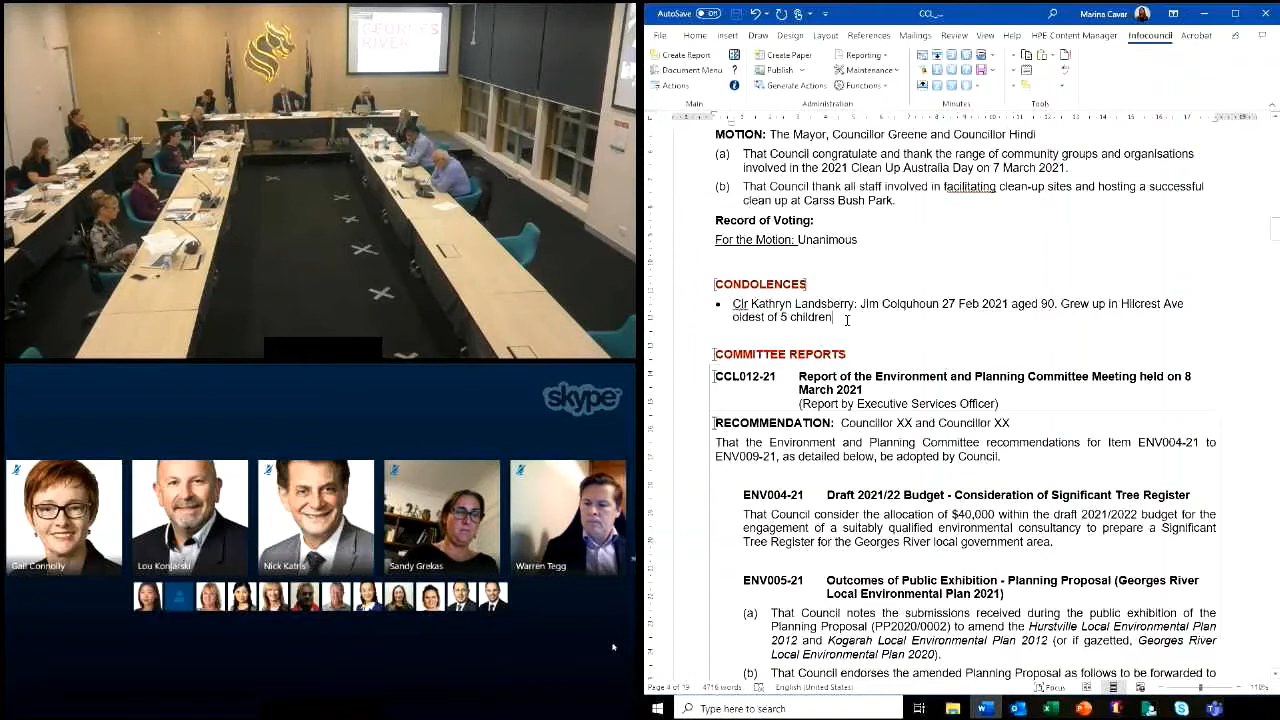 GEORGES
RIVER
skype
Gail Connolly
Lou Konjarski
Nick Katris
Sandy Grekas
Warren Tegg
AutoSave Off
CCL_...
Marina Cavar
File Home Insert Design Layout References Mailings Review View Help HPE Content Manager Infocouncil Acrobat
Create Report Create Paper Reporting
Document Menu ? Publish Maintenance
Actions Generate Actions Functions
Main Administration Minutes Tools
MOTION: The Mayor, Councillor Greene and Councillor Hindi
(a) That Council congratulate and thank the range of community groups and organisations
involved in the 2021 Clean Up Australia Day on 7 March 2021.
(b) That Council thank all staff involved in facilitating clean-up sites and hosting a successful
clean up at Carss Bush Park.
Record of Voting:
For the Motion: Unanimous
CONDOLENCES
• Clr Kathryn Landsberry: Jim Colquhoun 27 Feb 2021 aged 90. Grew up in Hilcrest Ave
oldest of 5 children
COMMITTEE REPORTS
CCL012-21 Report of the Environment and Planning Committee Meeting held on 8
March 2021
(Report by Executive Services Officer)
RECOMMENDATION: Councillor XX and Councillor XX
That the Environment and Planning Committee recommendations for Item ENV004-21 to
ENV009-21, as detailed below, be adopted by Council.
ENV004-21 Draft 2021/22 Budget - Consideration of Significant Tree Register
That Council consider the allocation of $40,000 within the draft 2021/2022 budget for the
engagement of a suitably qualified environmental consultancy to prepare a Significant
Tree Register for the Georges River local government area.
ENV005-21 Outcomes of Public Exhibition - Planning Proposal (Georges River
Local Environmental Plan 2021)
(a) That Council notes the submissions received during the public exhibition of the
Planning Proposal (PP2020/0002) to amend the Hurstville Local Environmental Plan
2012 and Kogarah Local Environmental Plan 2012 (or if gazetted, Georges River
Local Environmental Plan 2020).
(b) That Council endorses the amended Planning Proposal as follows to be forwarded to
Page 4 of 19 4716 words English (United States) Focus 110%
Type here to search